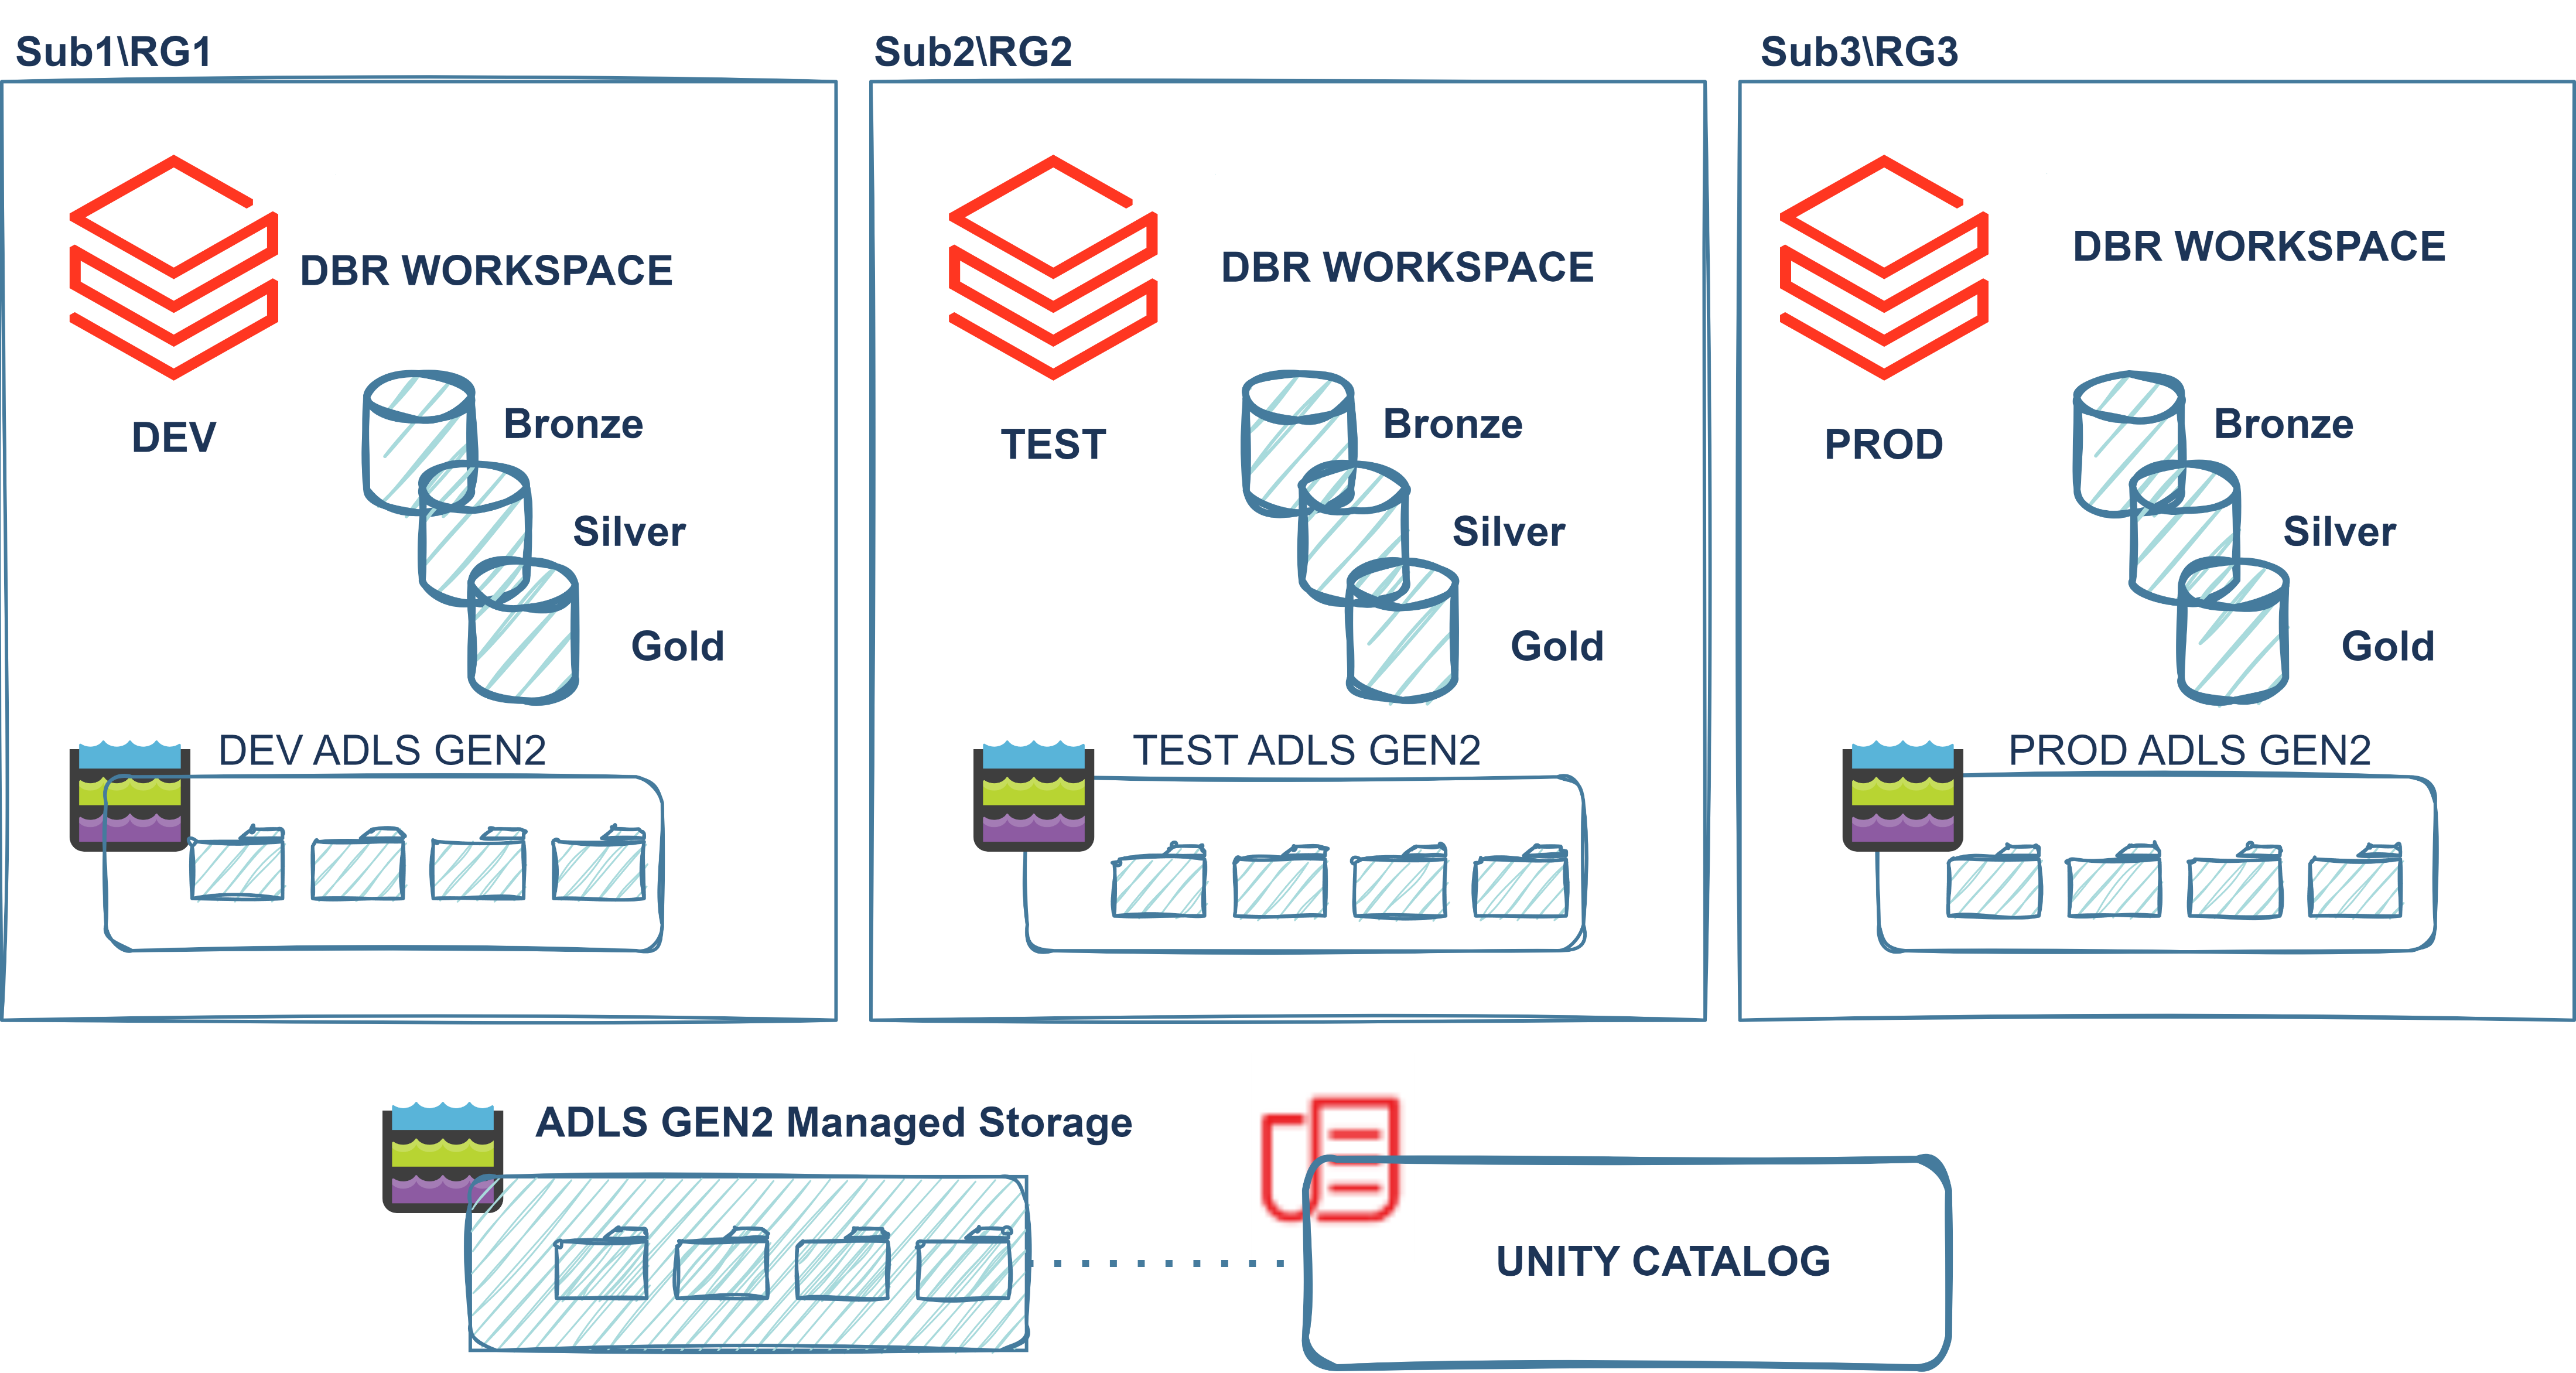 Sub1\RG1
DBR WORKSPACE
DEV
Bronze
Silver
Gold
DEV ADLS GEN2
Sub2\RG2
DBR WORKSPACE
TEST
Bronze
Silver
Gold
TEST ADLS GEN2
Sub3\RG3
DBR WORKSPACE
PROD
Bronze
Silver
Gold
PROD ADLS GEN2
ADLS GEN2 Managed Storage
UNITY CATALOG